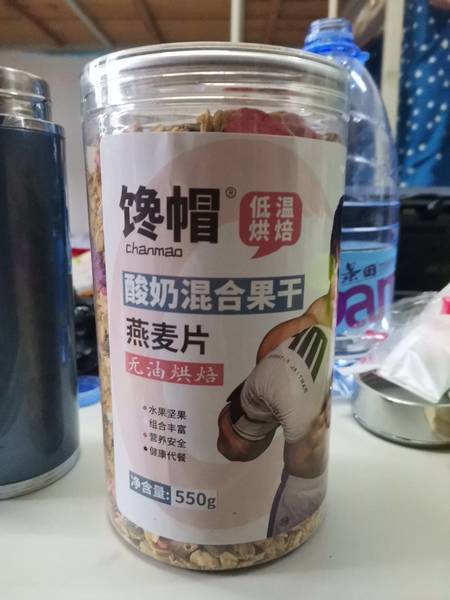 馋帽®
chanmao
低温
烘焙
酸奶混合果干
燕麦片
无油烘焙
水果坚果
组合丰富
营养安全
健康代餐
净含量: 550g